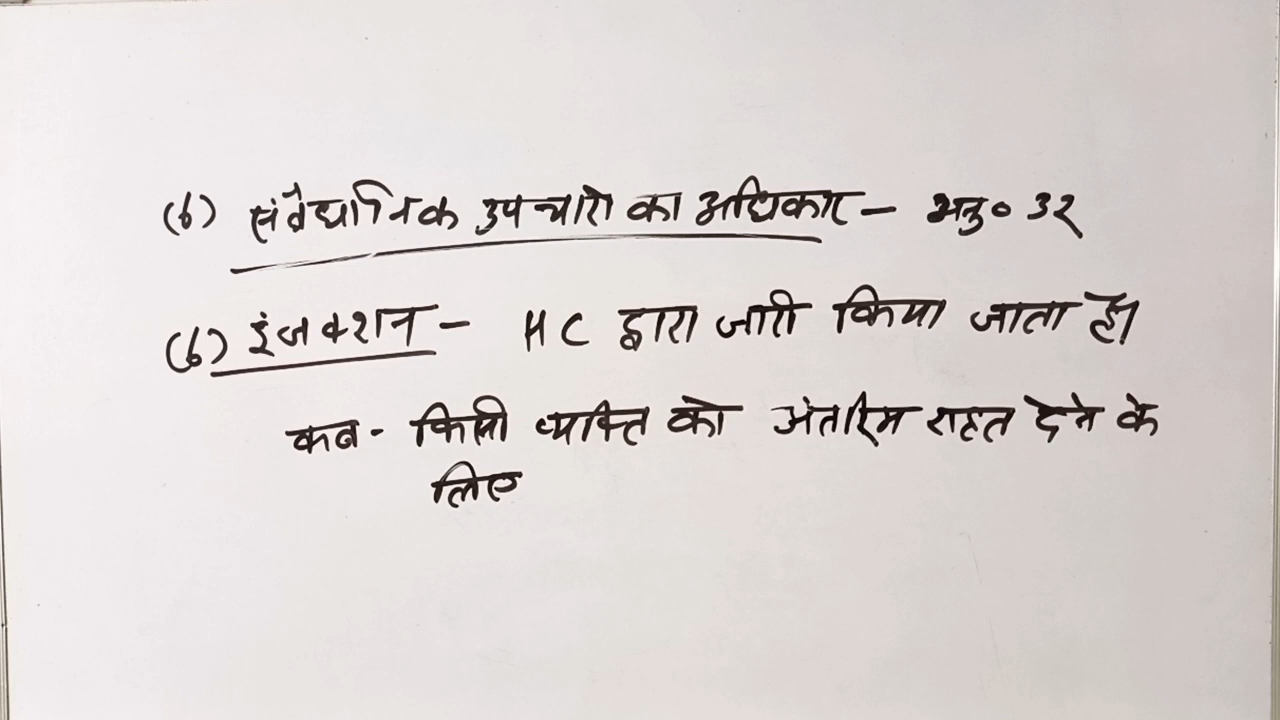 (6) संवैधानिक उपचारो का अधिकार - अनु० 32
(6) इंजक्शन - HC द्वारा जारी किया जाता है।
कब - किसी व्यक्ति को अंतरिम राहत देने के
लिए